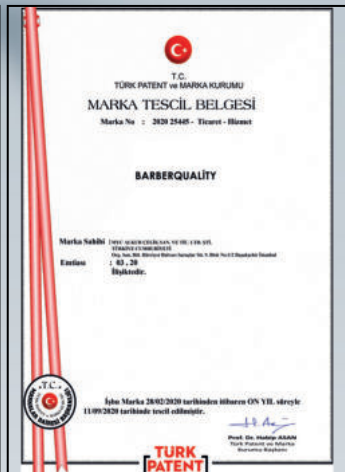 T.C.
TÜRK PATENT ve MARKA KURUMU
MARKA TESCİL BELGESİ
Marka No : 2020 25445 - Ticaret - Hizmet
BARBERQUALİTY
Marka Sahibi :
TÜRKİYE CUMHURİYETİ
Emtiası : 03, 20
İlişiktedir.
T.C.
İşbu Marka 28/02/2020 tarihinden itibaren ON YIL süreyle
11/09/2020 tarihinde tescil edilmiştir.
Prof. Dr. Habip ASAN
Türk Patent ve Marka
Kurumu Başkanı
TÜRK
PATENT